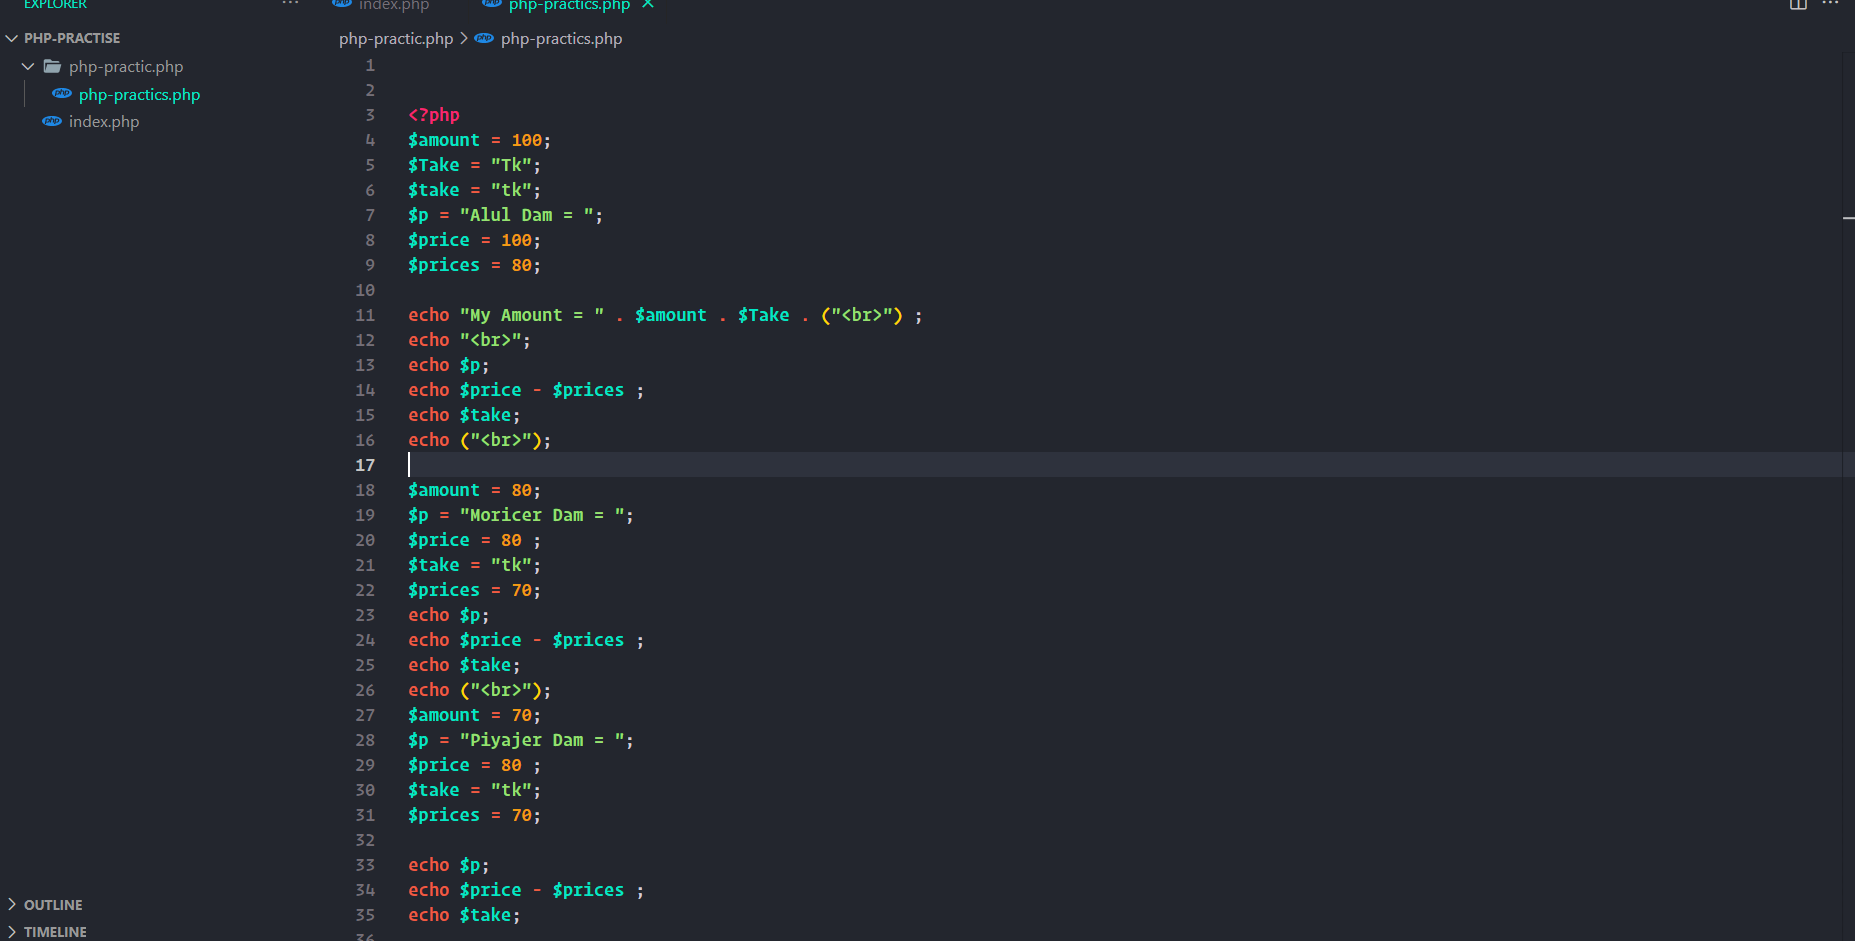 EXPLORER ··· index.php php-practics.php ×
PHP-PRACTISE
php-practic.php > php-practics.php
php-practic.php
php-practics.php
index.php
1
2
3 <?php
4 $amount = 100;
5 $Take = "Tk";
6 $take = "tk";
7 $p = "Alul Dam = ";
8 $price = 100;
9 $prices = 80;
10
11 echo "My Amount = " . $amount . $Take . ("<br>") ;
12 echo "<br>";
13 echo $p;
14 echo $price - $prices ;
15 echo $take;
16 echo ("<br>");
17
18 $amount = 80;
19 $p = "Moricer Dam = ";
20 $price = 80 ;
21 $take = "tk";
22 $prices = 70;
23 echo $p;
24 echo $price - $prices ;
25 echo $take;
26 echo ("<br>");
27 $amount = 70;
28 $p = "Piyajer Dam = ";
29 $price = 80 ;
30 $take = "tk";
31 $prices = 70;
32
33 echo $p;
34 echo $price - $prices ;
35 echo $take;
36
OUTLINE
TIMELINE